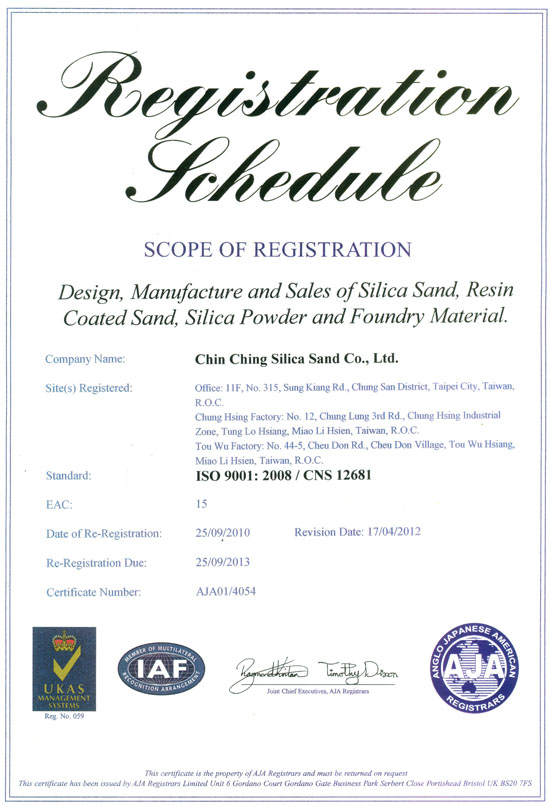 Registration
Schedule
SCOPE OF REGISTRATION
Design, Manufacture and Sales of Silica Sand, Resin
Coated Sand, Silica Powder and Foundry Material.
Company Name: Chin Ching Silica Sand Co., Ltd.
Site(s) Registered: Office: 11F, No. 315, Sung Kiang Rd., Chung San District, Taipei City, Taiwan,
R.O.C.
Chung Hsing Factory: No. 12, Chung Lung 3rd Rd., Chung Hsing Industrial
Zone, Tung Lo Hsiang, Miao Li Hsien, Taiwan, R.O.C.
Tou Wu Factory: No. 44-5, Cheu Don Rd., Cheu Don Village, Tou Wu Hsiang,
Miao Li Hsien, Taiwan, R.O.C.
Standard: ISO 9001: 2008 / CNS 12681
EAC: 15
Date of Re-Registration: 25/09/2010 Revision Date: 17/04/2012
Re-Registration Due: 25/09/2013
Certificate Number: AJA01/4054
UKAS
MANAGEMENT
SYSTEMS
Reg. No. 059
MEMBER OF MULTILATERAL
IAF
RECOGNITION ARRANGEMENT
Timothy Dixon
Joint Chief Executives, AJA Registrars
ANGLO JAPANESE AMERICAN
AJA
REGISTRARS
This certificate is the property of AJA Registrars and must be returned on request
This certificate has been issued by AJA Registrars Limited Unit 6 Gordano Court Gordano Gate Business Park Serbert Close Portishead Bristol UK BS20 7FS